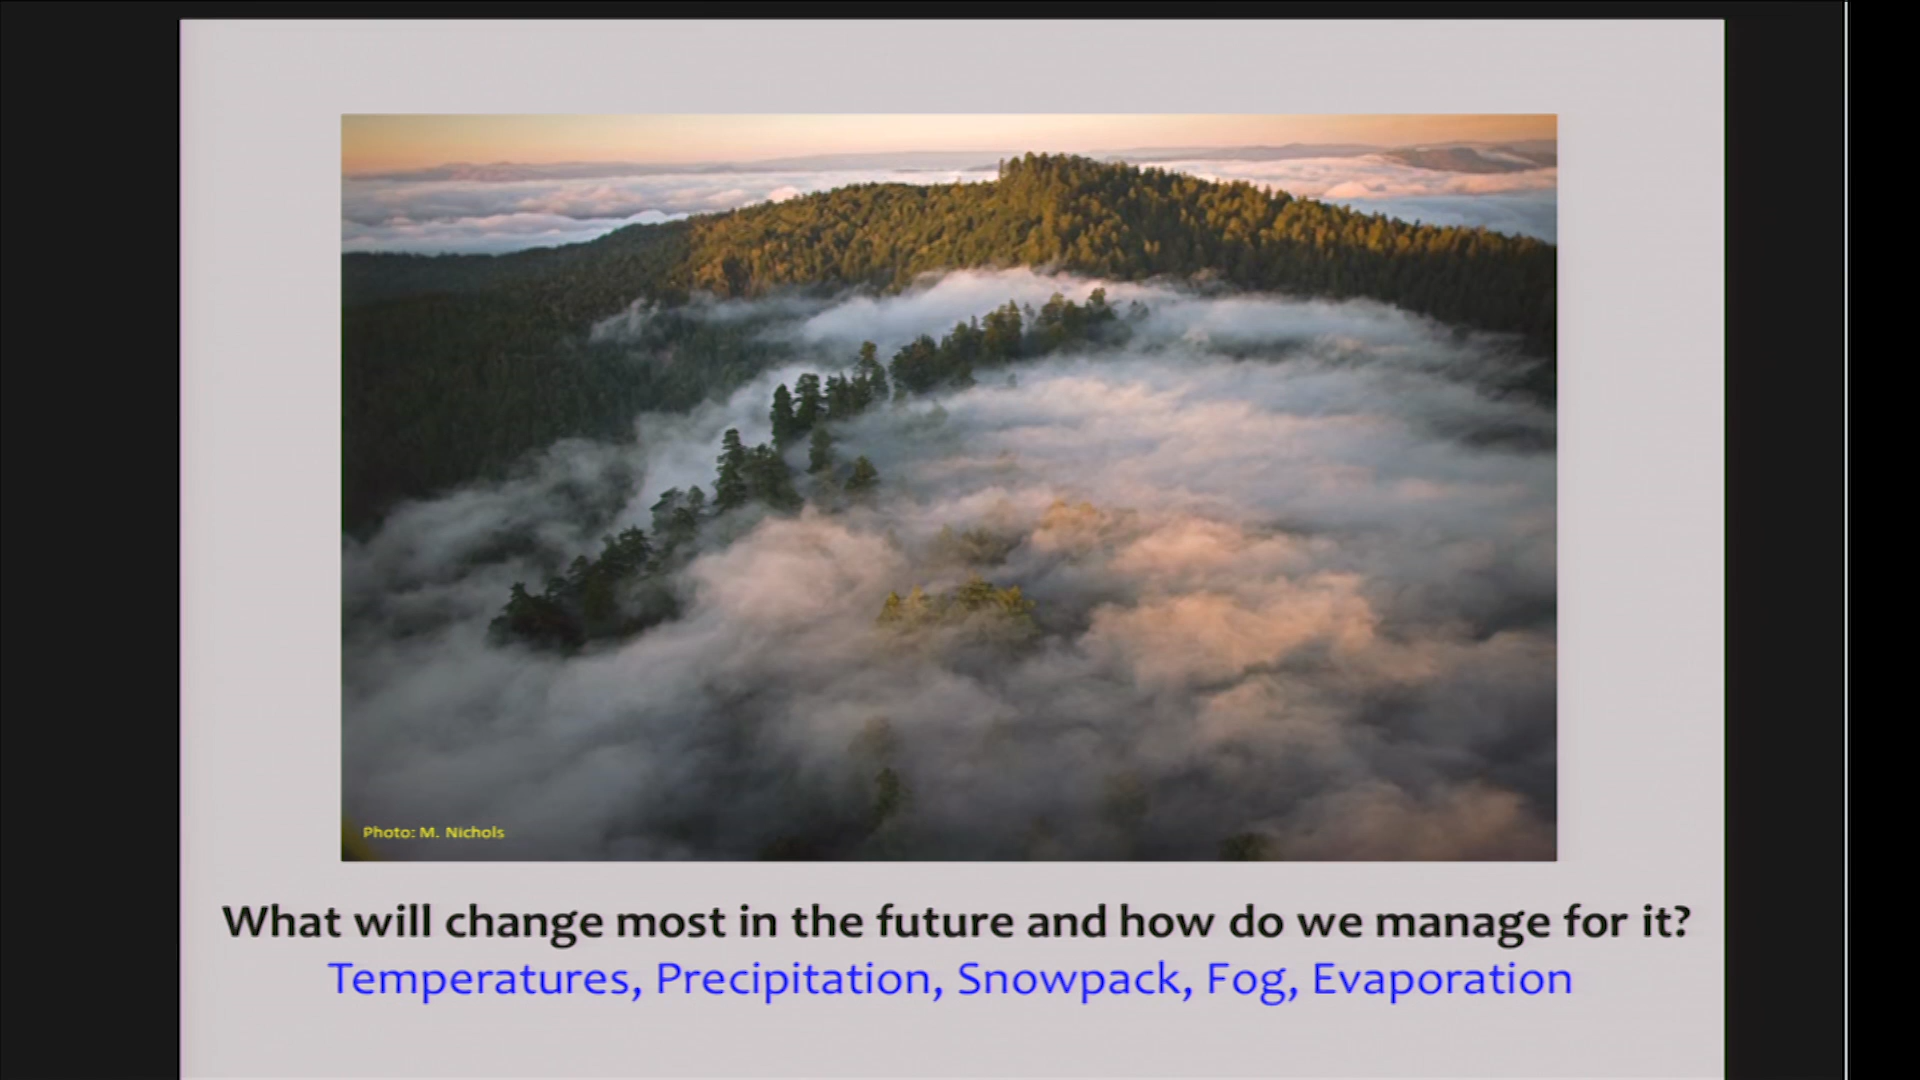 Photo: M. Nichols
What will change most in the future and how do we manage for it?
Temperatures, Precipitation, Snowpack, Fog, Evaporation